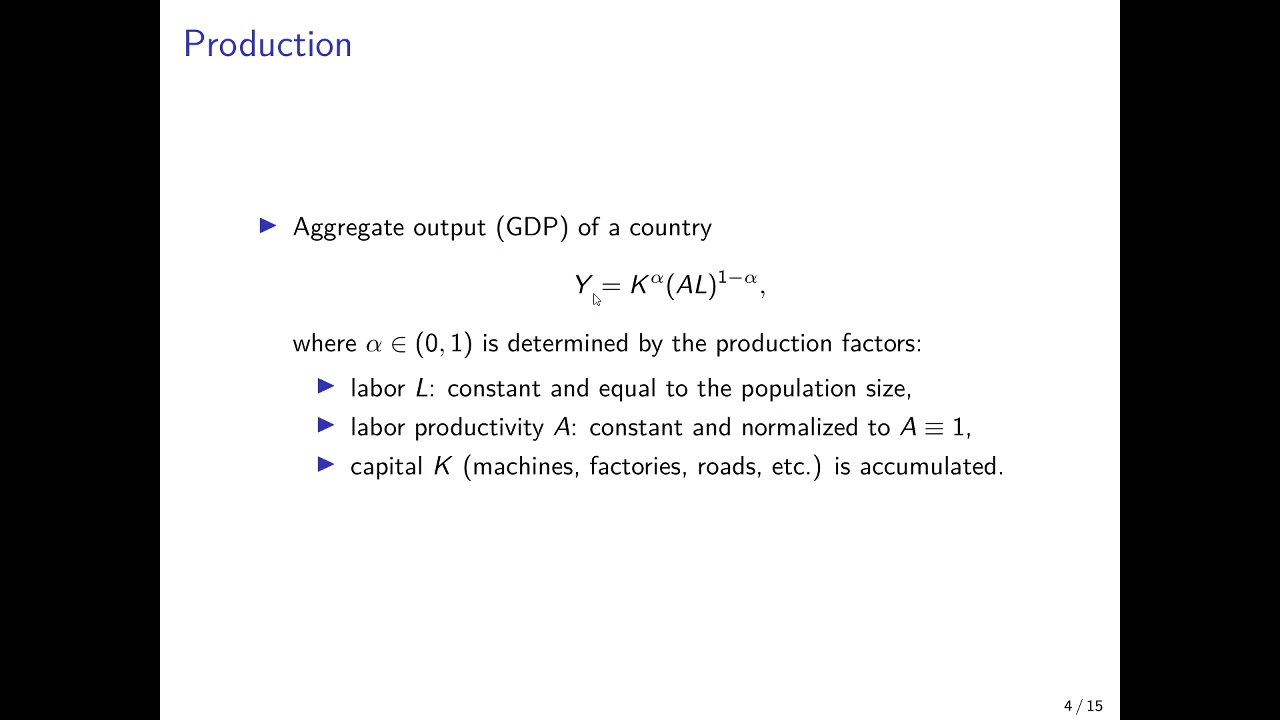 Production
▶ Aggregate output (GDP) of a country
Y = K^α(AL)^{1−α},
where α ∈ (0, 1) is determined by the production factors:
▶ labor L: constant and equal to the population size,
▶ labor productivity A: constant and normalized to A ≡ 1,
▶ capital K (machines, factories, roads, etc.) is accumulated.
4 / 15